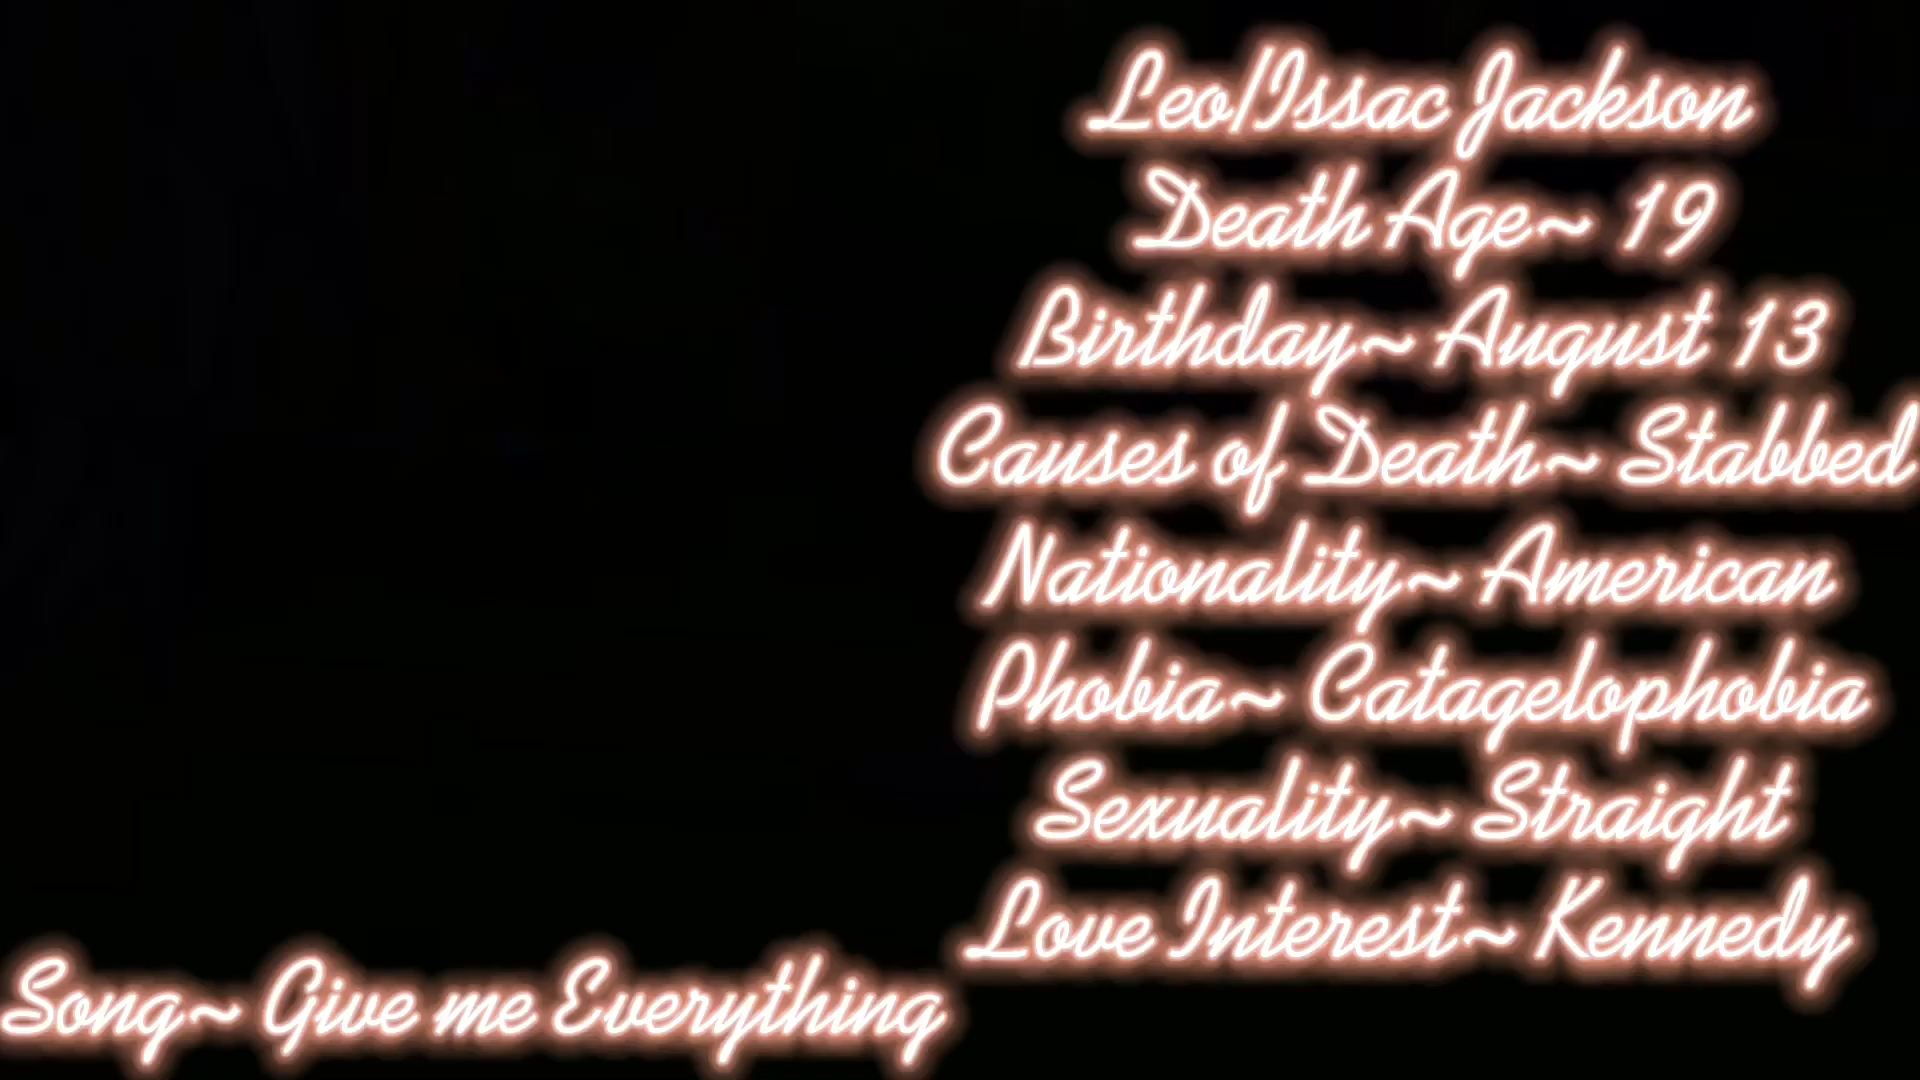 Leo/Issac Jackson
Death Age~ 19
Birthday~ August 13
Causes of Death~ Stabbed
Nationality~ American
Phobia~ Catagelophobia
Sexuality~ Straight
Love Interest~ Kennedy
Song~ Give me Everything